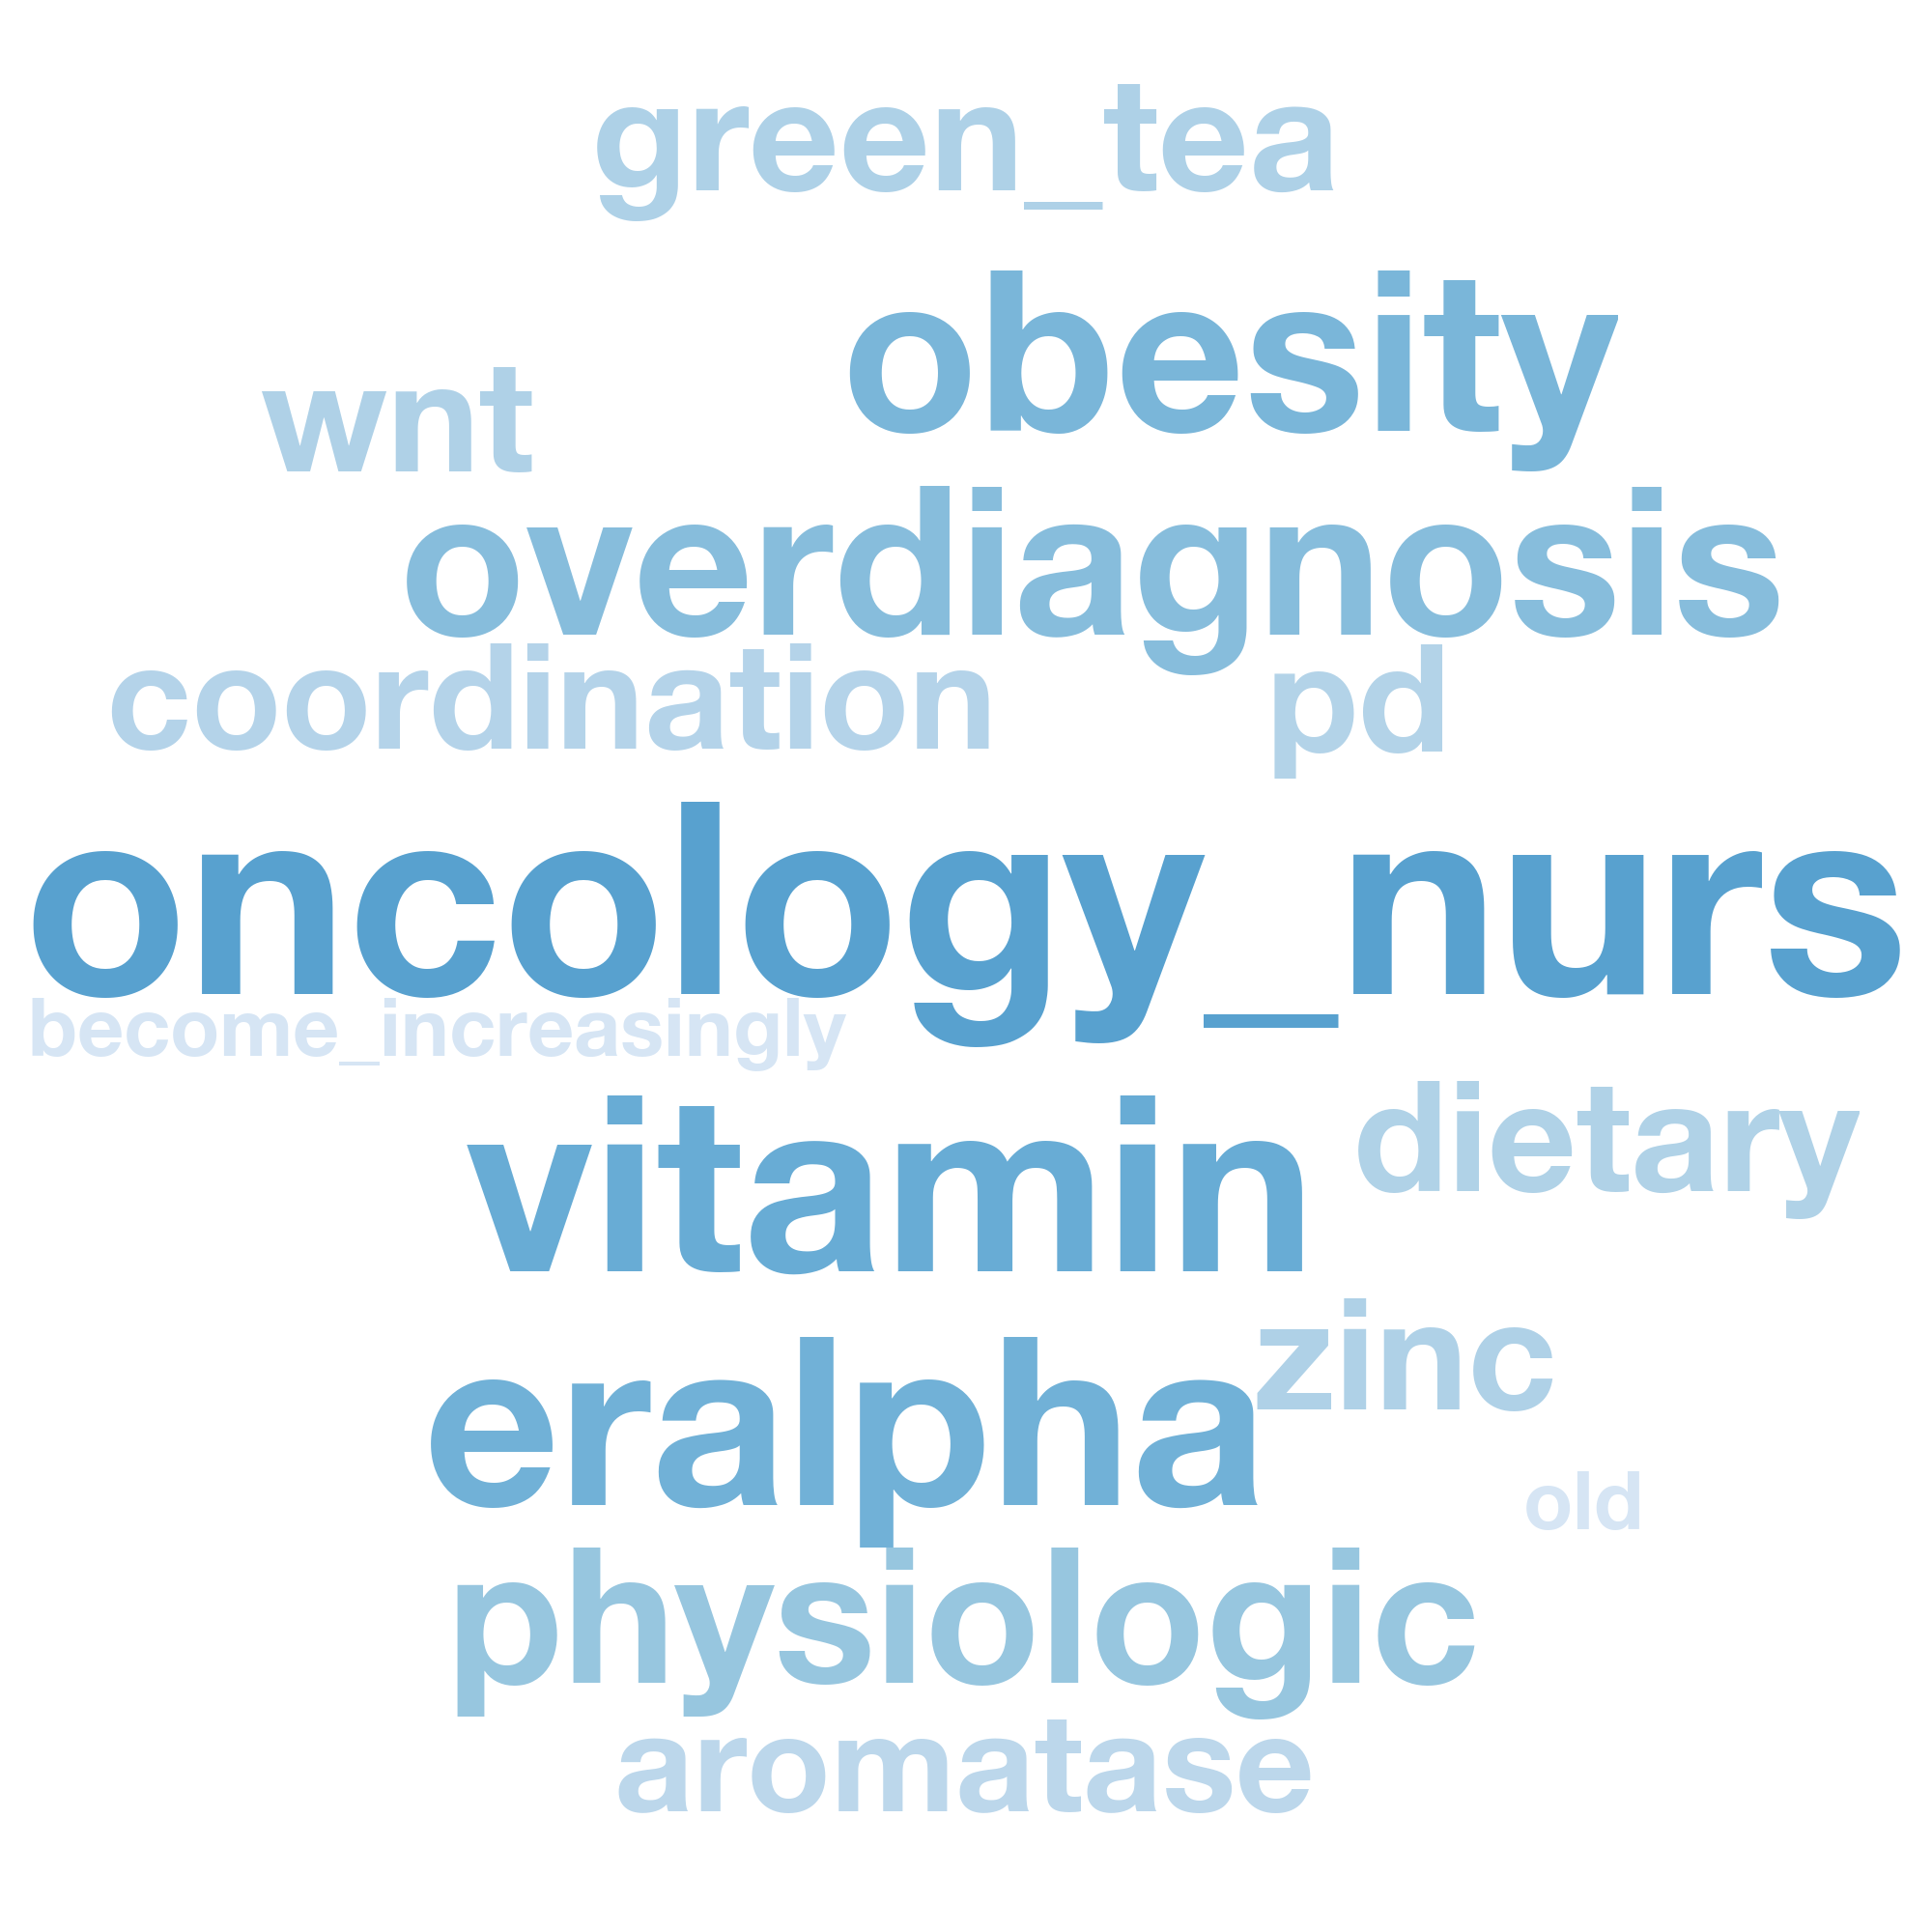 green_tea
obesity
wnt
overdiagnosis
coordination pd
oncology_nurs
become_increasingly
vitamin dietary
zinc
eralpha
old
physiologic
aromatase